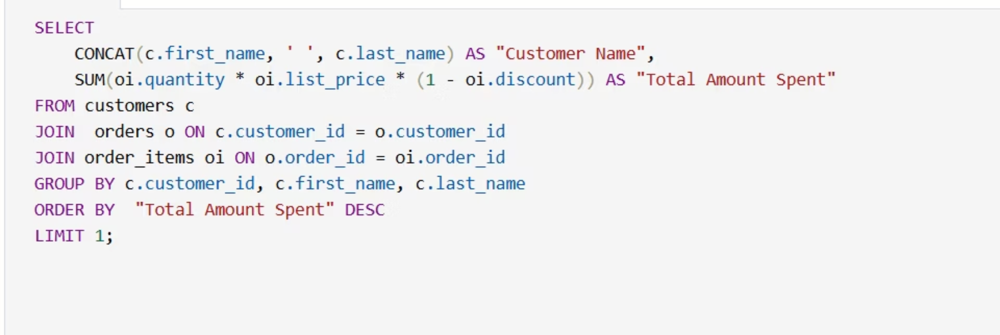 SELECT
CONCAT(c.first_name, ' ', c.last_name) AS "Customer Name",
SUM(oi.quantity * oi.list_price * (1 - oi.discount)) AS "Total Amount Spent"
FROM customers c
JOIN  orders o ON c.customer_id = o.customer_id
JOIN order_items oi ON o.order_id = oi.order_id
GROUP BY c.customer_id, c.first_name, c.last_name
ORDER BY  "Total Amount Spent" DESC
LIMIT 1;